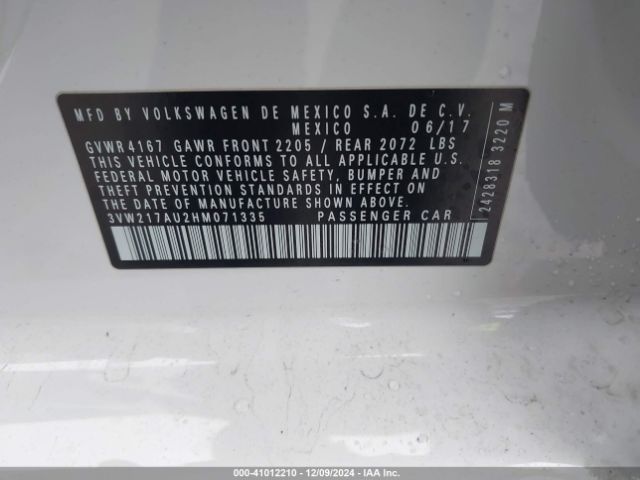 MFD BY VOLKSWAGEN DE MEXICO S.A. DE C.V.
MEXICO 06/17
GVWR 4167 GAWR FRONT 2205 / REAR 2072 LBS
THIS VEHICLE CONFORMS TO ALL APPLICABLE U.S.
FEDERAL MOTOR VEHICLE SAFETY, BUMPER AND
THEFT PREVENTION STANDARDS IN EFFECT ON
THE DATE OF MANUFACTURE SHOWN ABOVE.
3VW217AU2HM071335 PASSENGER CAR
2428318 3220 M
000-41012210 - 12/09/2024 - IAA Inc.